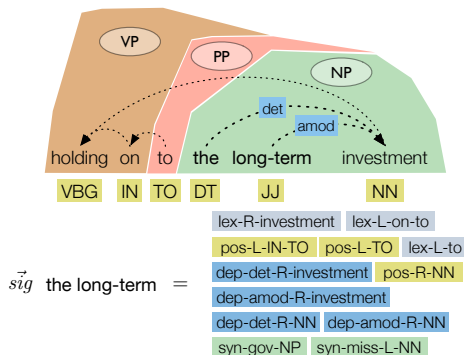 VP
PP
NP
det
amod
holding on to the long-term investment
VBG IN TO DT JJ NN
lex-R-investment lex-L-on-to
pos-L-IN-TO pos-L-TO lex-L-to
dep-det-R-investment pos-R-NN
sig the long-term =
dep-amod-R-investment
dep-det-R-NN dep-amod-R-NN
syn-gov-NP syn-miss-L-NN